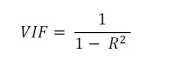 VIF = 1 / (1 − R²)